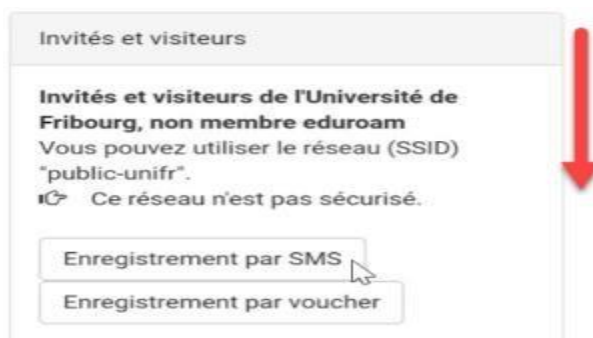 Invités et visiteurs
Invités et visiteurs de l'Université de
Fribourg, non membre eduroam
Vous pouvez utiliser le réseau (SSID)
"public-unifr".
Ce réseau n'est pas sécurisé.
Enregistrement par SMS
Enregistrement par voucher